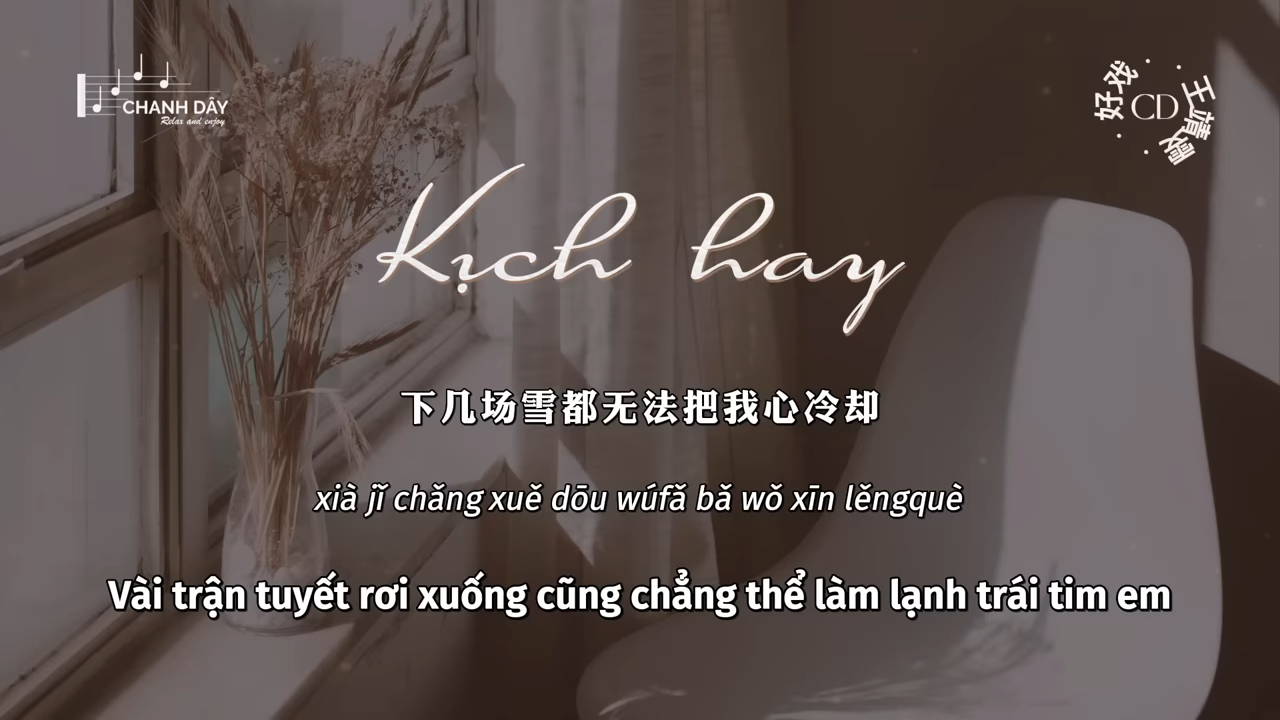 CHANH DÂY
Relax and enjoy
好戏
CD
王靖雯
Kịch hay
下几场雪都无法把我心冷却
xià jǐ chǎng xuě dōu wúfǎ bǎ wǒ xīn lěngquè
Vài trận tuyết rơi xuống cũng chẳng thể làm lạnh trái tim em